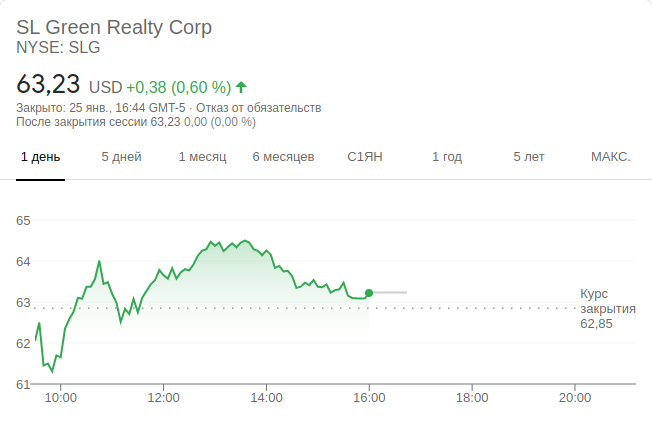 SL Green Realty Corp
NYSE: SLG
63,23 USD +0,38 (0,60 %)
Закрыто: 25 янв., 16:44 GMT-5 · Отказ от обязательств
После закрытия сессии 63,23 0,00 (0,00 %)
1 день 5 дней 1 месяц 6 месяцев С1ЯН 1 год 5 лет МАКС.
65
64
63
62
61
Курс
закрытия
62,85
10:00 12:00 14:00 16:00 18:00 20:00